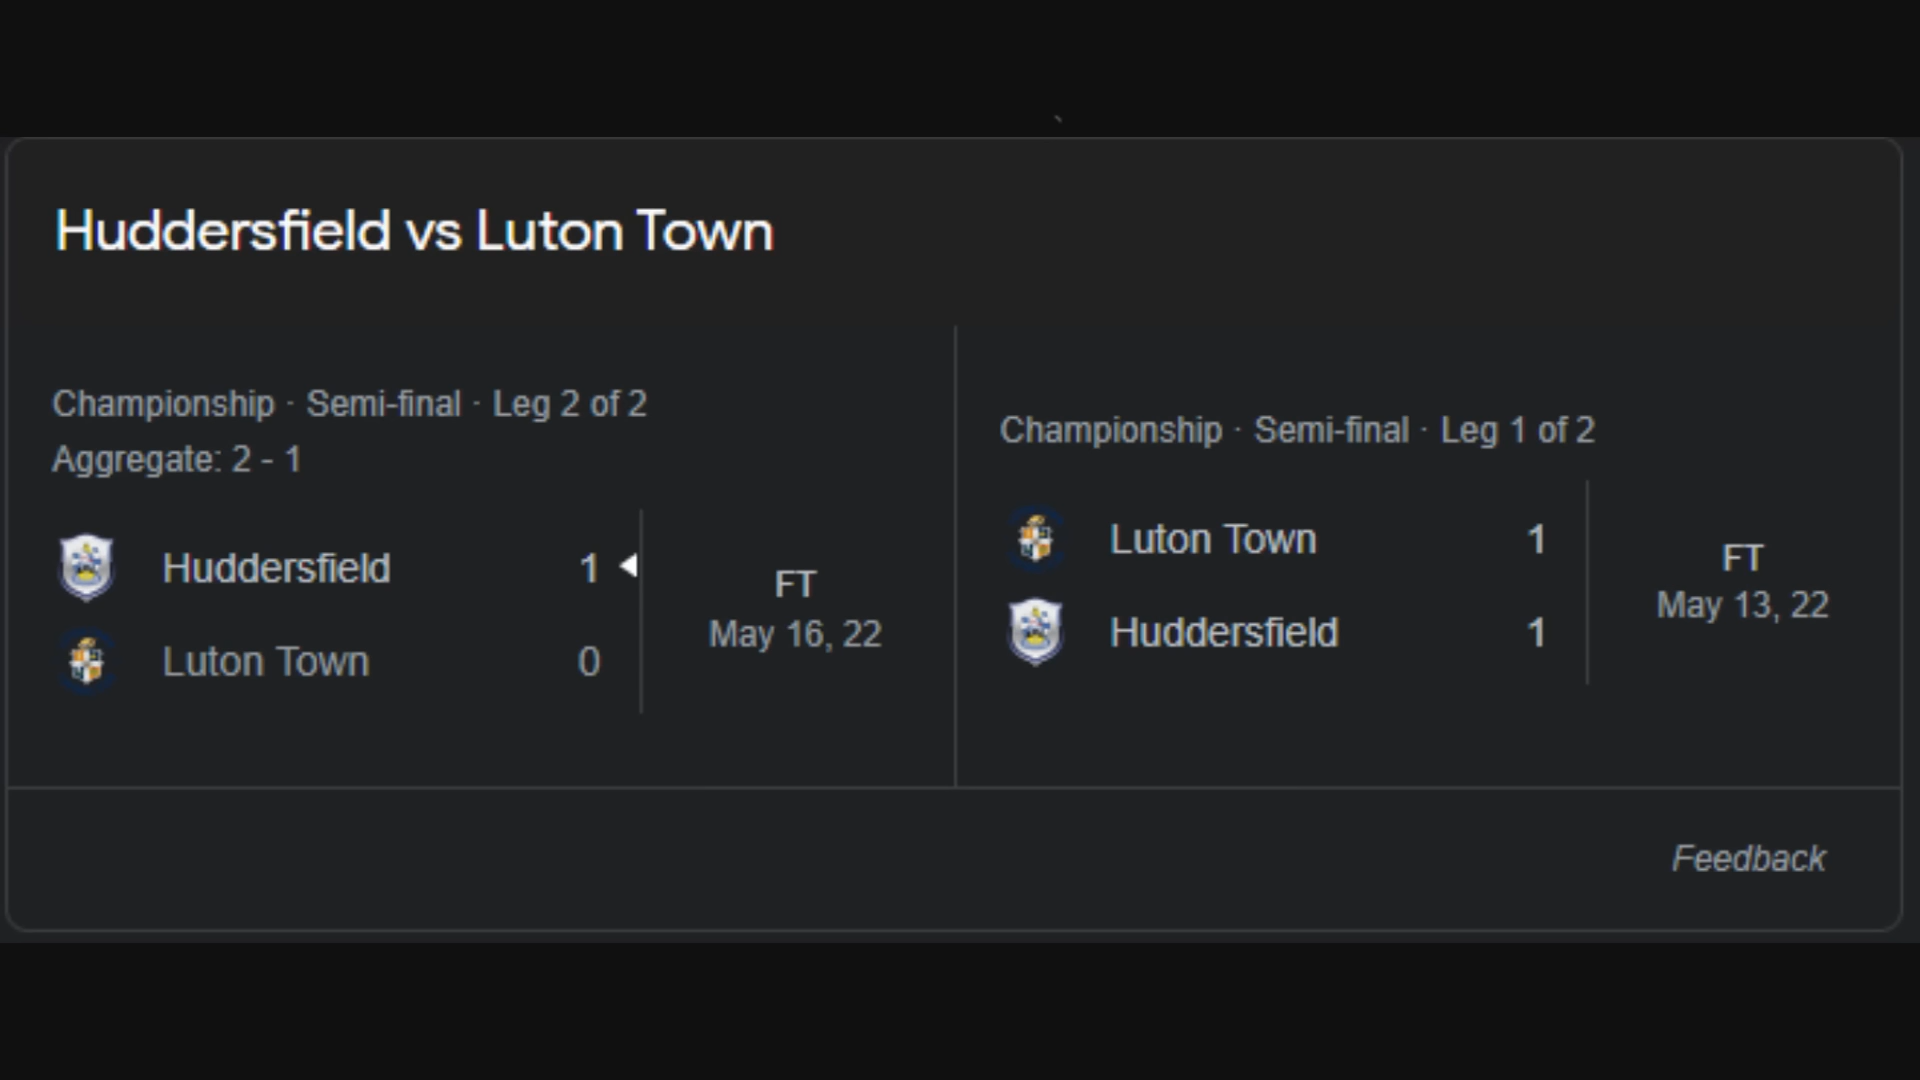 Huddersfield vs Luton Town
Championship · Semi-final · Leg 2 of 2
Aggregate: 2 - 1
Huddersfield 1
Luton Town 0
FT
May 16, 22
Championship · Semi-final · Leg 1 of 2
Luton Town 1
Huddersfield 1
FT
May 13, 22
Feedback